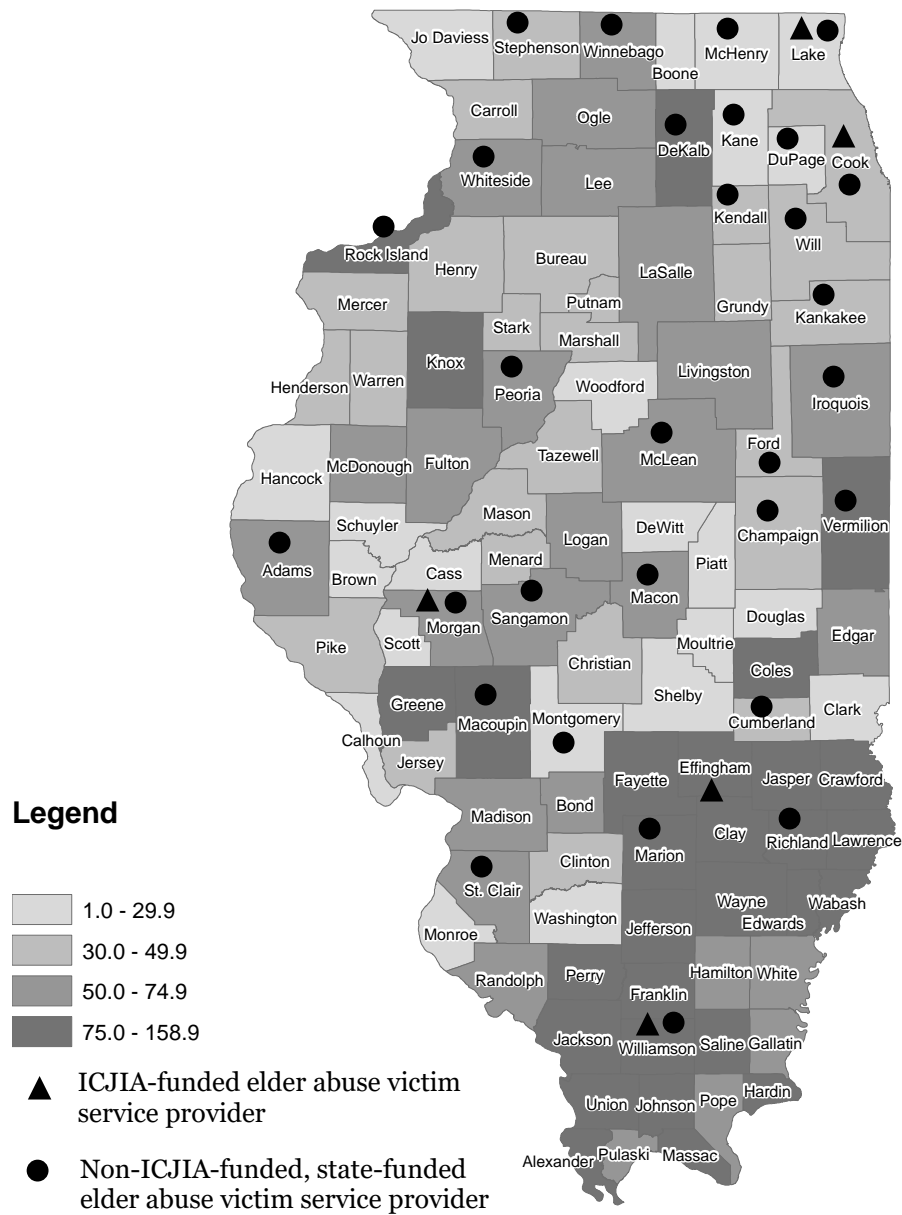 Jo Daviess
Stephenson
Winnebago
Boone
McHenry
Lake
Carroll
Ogle
DeKalb
Kane
DuPage
Cook
Whiteside
Lee
Kendall
Will
Rock Island
Henry
Bureau
LaSalle
Grundy
Kankakee
Mercer
Putnam
Stark
Marshall
Knox
Henderson
Warren
Peoria
Woodford
Livingston
Iroquois
Hancock
McDonough
Fulton
Tazewell
McLean
Ford
Schuyler
Mason
Logan
DeWitt
Piatt
Champaign
Vermilion
Adams
Brown
Cass
Menard
Macon
Morgan
Sangamon
Douglas
Pike
Scott
Christian
Moultrie
Edgar
Coles
Greene
Macoupin
Montgomery
Shelby
Cumberland
Clark
Calhoun
Jersey
Fayette
Effingham
Jasper
Crawford
Legend
Madison
Bond
Marion
Clay
Richland
Lawrence
St. Clair
Clinton
1.0 - 29.9
Monroe
Washington
Jefferson
Wayne
Edwards
Wabash
30.0 - 49.9
Randolph
Perry
Hamilton
White
50.0 - 74.9
Franklin
75.0 - 158.9
Jackson
Williamson
Saline
Gallatin
ICJIA-funded elder abuse victim
service provider
Union
Johnson
Pope
Hardin
Alexander
Pulaski
Massac
Non-ICJIA-funded, state-funded
elder abuse victim service provider